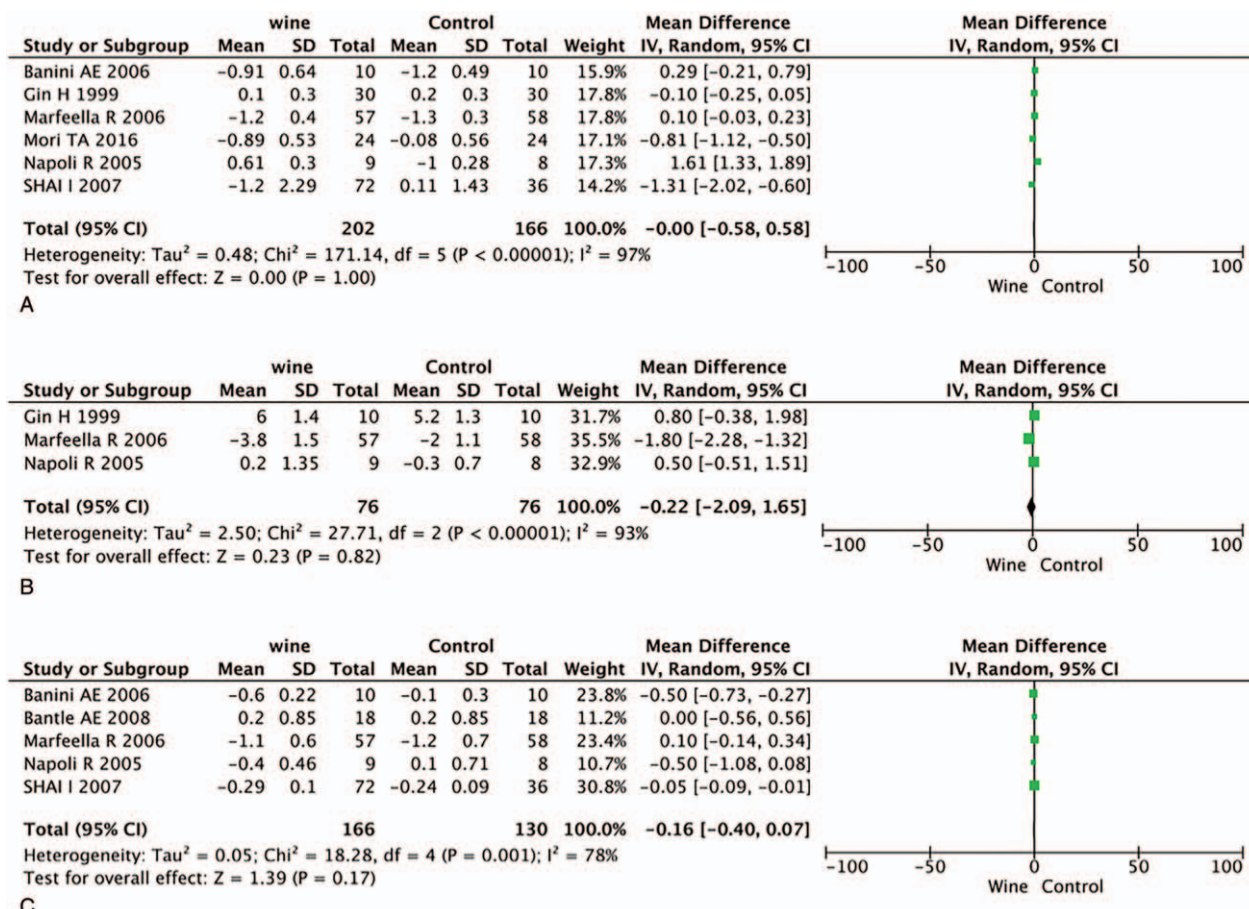 wine Control Mean Difference Mean Difference
Study or Subgroup Mean SD Total Mean SD Total Weight IV, Random, 95% CI IV, Random, 95% CI
Banini AE 2006 −0.91 0.64 10 −1.2 0.49 10 15.9% 0.29 [−0.21, 0.79]
Gin H 1999 0.1 0.3 30 0.2 0.3 30 17.8% −0.10 [−0.25, 0.05]
Marfeella R 2006 −1.2 0.4 57 −1.3 0.3 58 17.8% 0.10 [−0.03, 0.23]
Mori TA 2016 −0.89 0.53 24 −0.08 0.56 24 17.1% −0.81 [−1.12, −0.50]
Napoli R 2005 0.61 0.3 9 −1 0.28 8 17.3% 1.61 [1.33, 1.89]
SHAI I 2007 −1.2 2.29 72 0.11 1.43 36 14.2% −1.31 [−2.02, −0.60]
Total (95% CI) 202 166 100.0% −0.00 [−0.58, 0.58]
Heterogeneity: Tau² = 0.48; Chi² = 171.14, df = 5 (P < 0.00001); I² = 97%
Test for overall effect: Z = 0.00 (P = 1.00)
−100 −50 0 50 100
Wine Control
A
wine Control Mean Difference Mean Difference
Study or Subgroup Mean SD Total Mean SD Total Weight IV, Random, 95% CI IV, Random, 95% CI
Gin H 1999 6 1.4 10 5.2 1.3 10 31.7% 0.80 [−0.38, 1.98]
Marfeella R 2006 −3.8 1.5 57 −2 1.1 58 35.5% −1.80 [−2.28, −1.32]
Napoli R 2005 0.2 1.35 9 −0.3 0.7 8 32.9% 0.50 [−0.51, 1.51]
Total (95% CI) 76 76 100.0% −0.22 [−2.09, 1.65]
Heterogeneity: Tau² = 2.50; Chi² = 27.71, df = 2 (P < 0.00001); I² = 93%
Test for overall effect: Z = 0.23 (P = 0.82)
−100 −50 0 50 100
Wine Control
B
wine Control Mean Difference Mean Difference
Study or Subgroup Mean SD Total Mean SD Total Weight IV, Random, 95% CI IV, Random, 95% CI
Banini AE 2006 −0.6 0.22 10 −0.1 0.3 10 23.8% −0.50 [−0.73, −0.27]
Bantle AE 2008 0.2 0.85 18 0.2 0.85 18 11.2% 0.00 [−0.56, 0.56]
Marfeella R 2006 −1.1 0.6 57 −1.2 0.7 58 23.4% 0.10 [−0.14, 0.34]
Napoli R 2005 −0.4 0.46 9 0.1 0.71 8 10.7% −0.50 [−1.08, 0.08]
SHAI I 2007 −0.29 0.1 72 −0.24 0.09 36 30.8% −0.05 [−0.09, −0.01]
Total (95% CI) 166 130 100.0% −0.16 [−0.40, 0.07]
Heterogeneity: Tau² = 0.05; Chi² = 18.28, df = 4 (P = 0.001); I² = 78%
Test for overall effect: Z = 1.39 (P = 0.17)
−100 −50 0 50 100
Wine Control
C